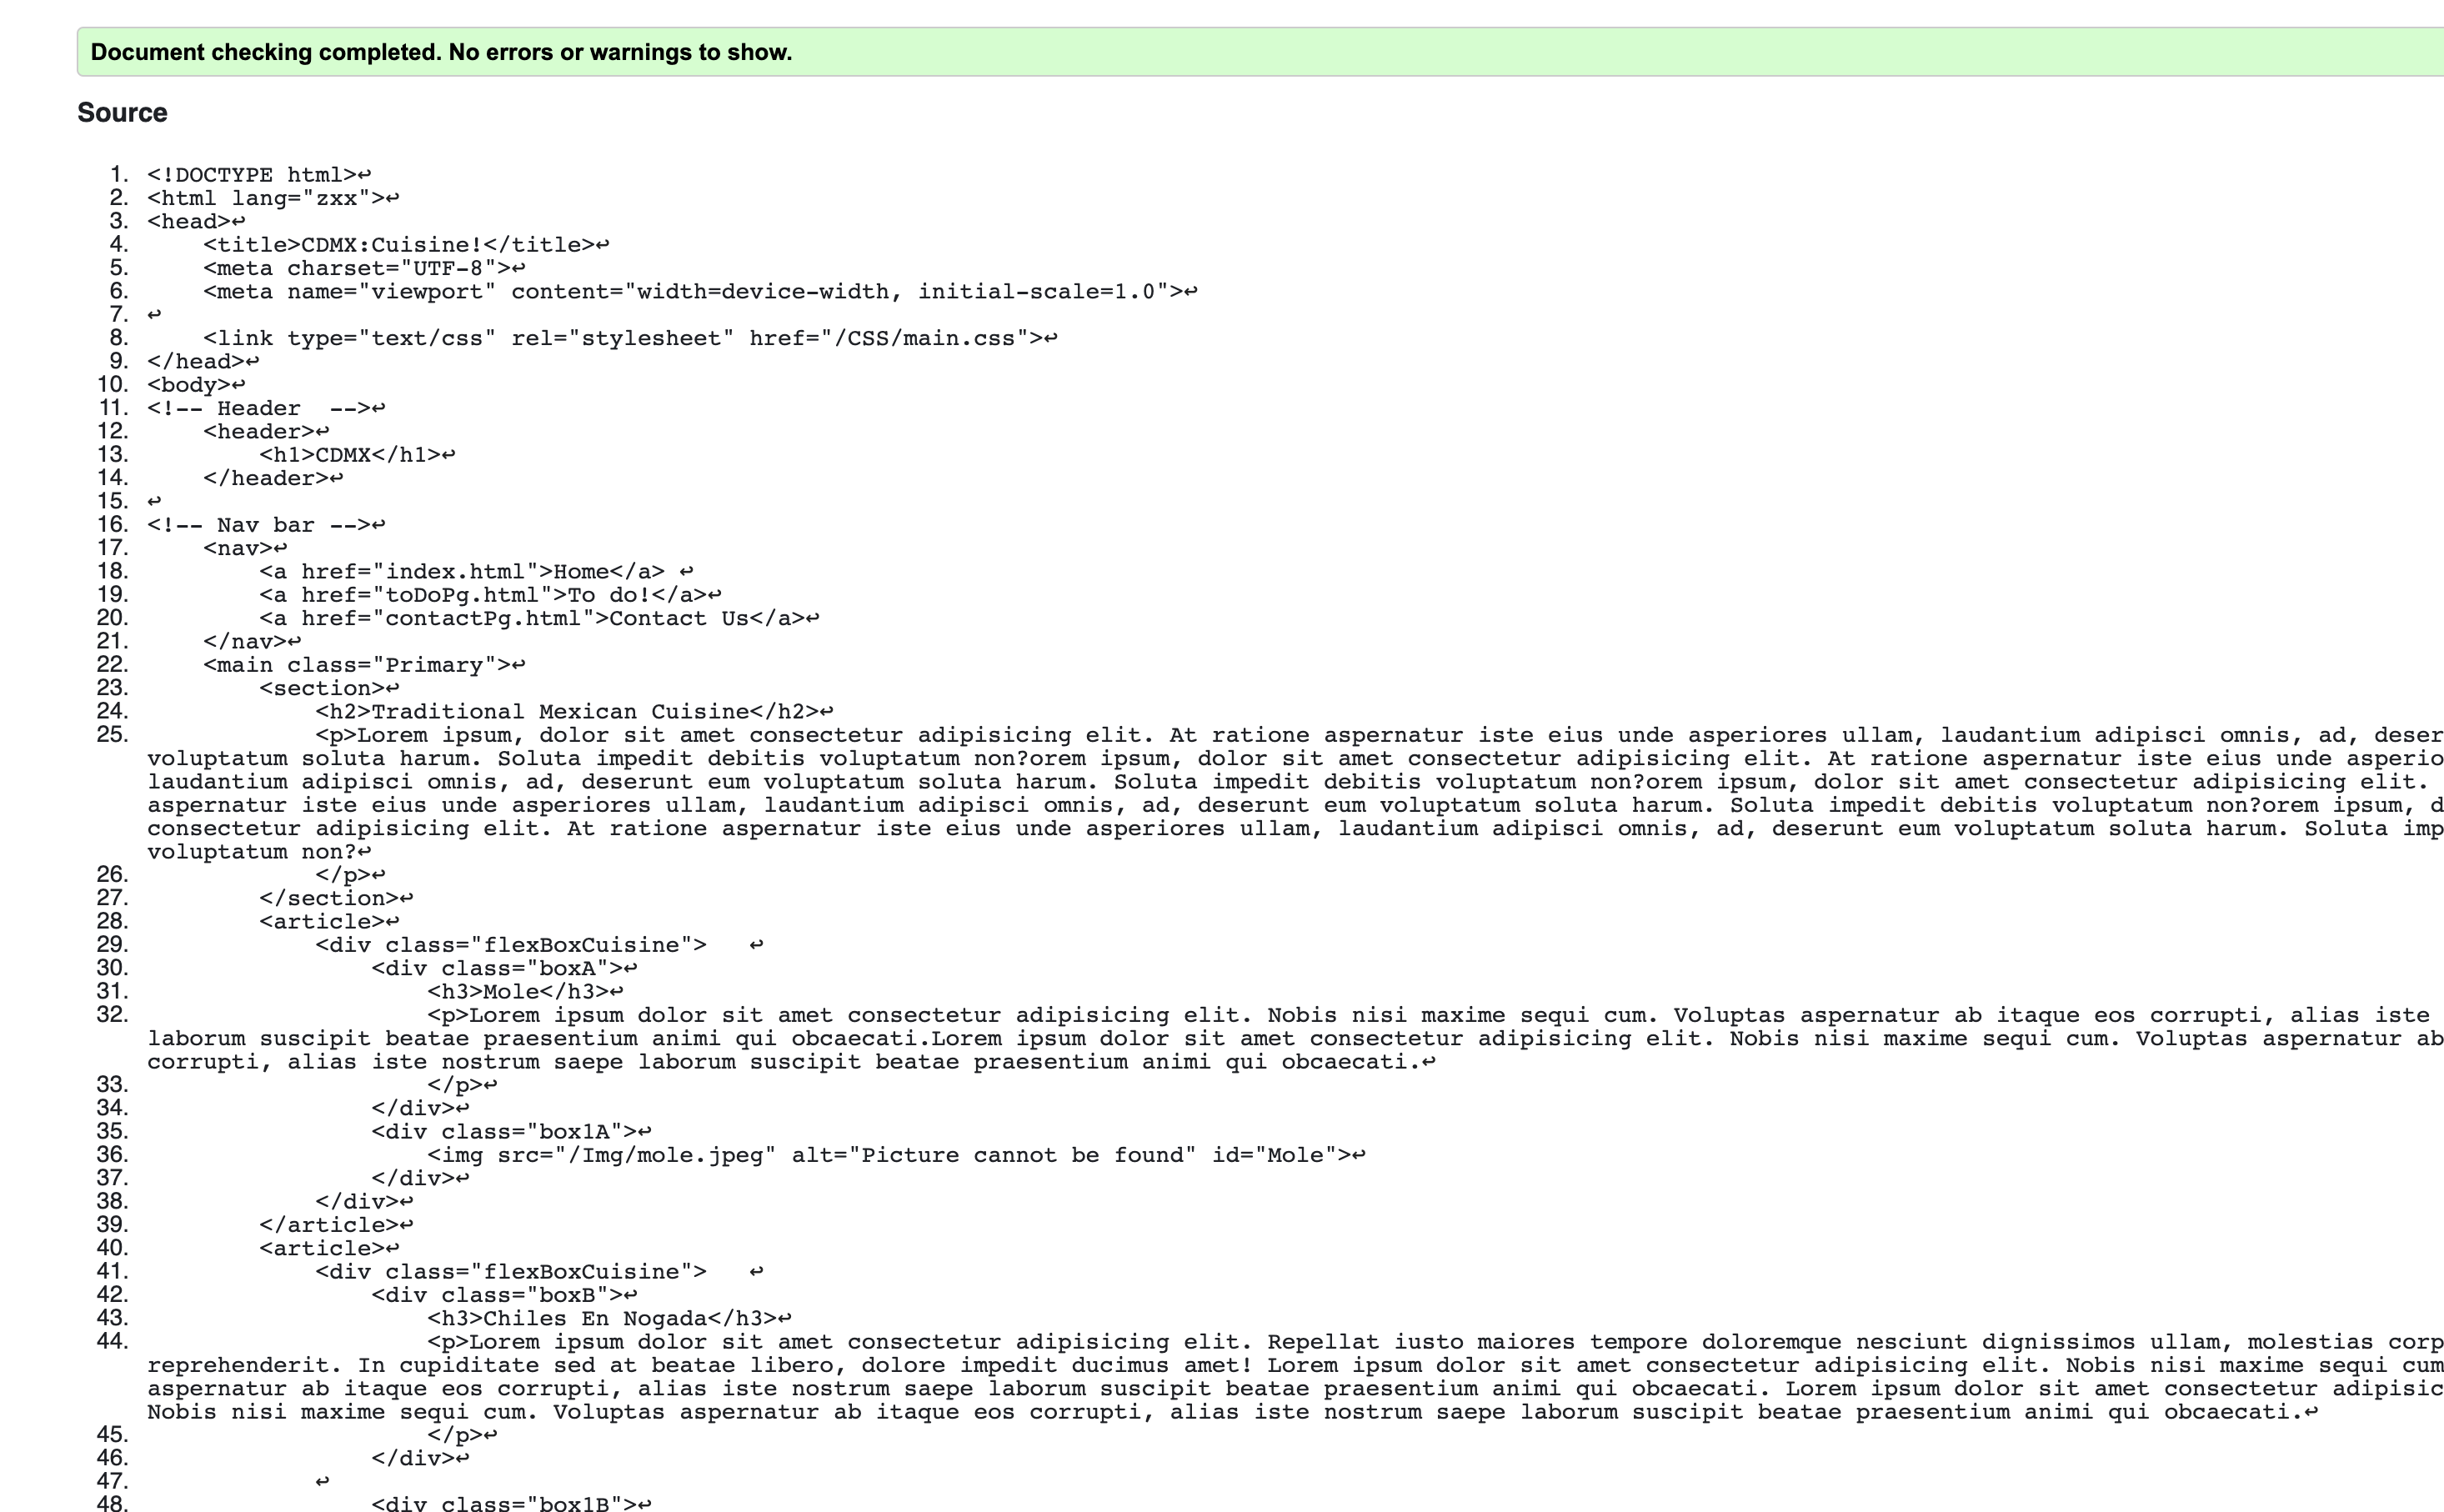 Document checking completed. No errors or warnings to show.
Source
1. <!DOCTYPE html>↩
2. <html lang="zxx">↩
3. <head>↩
4.     <title>CDMX:Cuisine!</title>↩
5.     <meta charset="UTF-8">↩
6.     <meta name="viewport" content="width=device-width, initial-scale=1.0">↩
7. ↩
8.     <link type="text/css" rel="stylesheet" href="/CSS/main.css">↩
9. </head>↩
10. <body>↩
11. <!-- Header  -->↩
12.     <header>↩
13.         <h1>CDMX</h1>↩
14.     </header>↩
15. ↩
16. <!-- Nav bar -->↩
17.     <nav>↩
18.         <a href="index.html">Home</a> ↩
19.         <a href="toDoPg.html">To do!</a>↩
20.         <a href="contactPg.html">Contact Us</a>↩
21.     </nav>↩
22.     <main class="Primary">↩
23.         <section>↩
24.             <h2>Traditional Mexican Cuisine</h2>↩
25.             <p>Lorem ipsum, dolor sit amet consectetur adipisicing elit. At ratione aspernatur iste eius unde asperiores ullam, laudantium adipisci omnis, ad, deser
voluptatum soluta harum. Soluta impedit debitis voluptatum non?orem ipsum, dolor sit amet consectetur adipisicing elit. At ratione aspernatur iste eius unde asperio
laudantium adipisci omnis, ad, deserunt eum voluptatum soluta harum. Soluta impedit debitis voluptatum non?orem ipsum, dolor sit amet consectetur adipisicing elit.
aspernatur iste eius unde asperiores ullam, laudantium adipisci omnis, ad, deserunt eum voluptatum soluta harum. Soluta impedit debitis voluptatum non?orem ipsum, d
consectetur adipisicing elit. At ratione aspernatur iste eius unde asperiores ullam, laudantium adipisci omnis, ad, deserunt eum voluptatum soluta harum. Soluta imp
voluptatum non?↩
26.             </p>↩
27.         </section>↩
28.         <article>↩
29.             <div class="flexBoxCuisine">   ↩
30.                 <div class="boxA">↩
31.                     <h3>Mole</h3>↩
32.                     <p>Lorem ipsum dolor sit amet consectetur adipisicing elit. Nobis nisi maxime sequi cum. Voluptas aspernatur ab itaque eos corrupti, alias iste
laborum suscipit beatae praesentium animi qui obcaecati.Lorem ipsum dolor sit amet consectetur adipisicing elit. Nobis nisi maxime sequi cum. Voluptas aspernatur ab
corrupti, alias iste nostrum saepe laborum suscipit beatae praesentium animi qui obcaecati.↩
33.                     </p>↩
34.                 </div>↩
35.                 <div class="box1A">↩
36.                     <img src="/Img/mole.jpeg" alt="Picture cannot be found" id="Mole">↩
37.                 </div>↩
38.             </div>↩
39.         </article>↩
40.         <article>↩
41.             <div class="flexBoxCuisine">   ↩
42.                 <div class="boxB">↩
43.                     <h3>Chiles En Nogada</h3>↩
44.                     <p>Lorem ipsum dolor sit amet consectetur adipisicing elit. Repellat iusto maiores tempore doloremque nesciunt dignissimos ullam, molestias corp
reprehenderit. In cupiditate sed at beatae libero, dolore impedit ducimus amet! Lorem ipsum dolor sit amet consectetur adipisicing elit. Nobis nisi maxime sequi cum
aspernatur ab itaque eos corrupti, alias iste nostrum saepe laborum suscipit beatae praesentium animi qui obcaecati. Lorem ipsum dolor sit amet consectetur adipisic
Nobis nisi maxime sequi cum. Voluptas aspernatur ab itaque eos corrupti, alias iste nostrum saepe laborum suscipit beatae praesentium animi qui obcaecati.↩
45.                     </p>↩
46.                 </div>↩
47.             ↩
48.                 <div class="box1B">↩